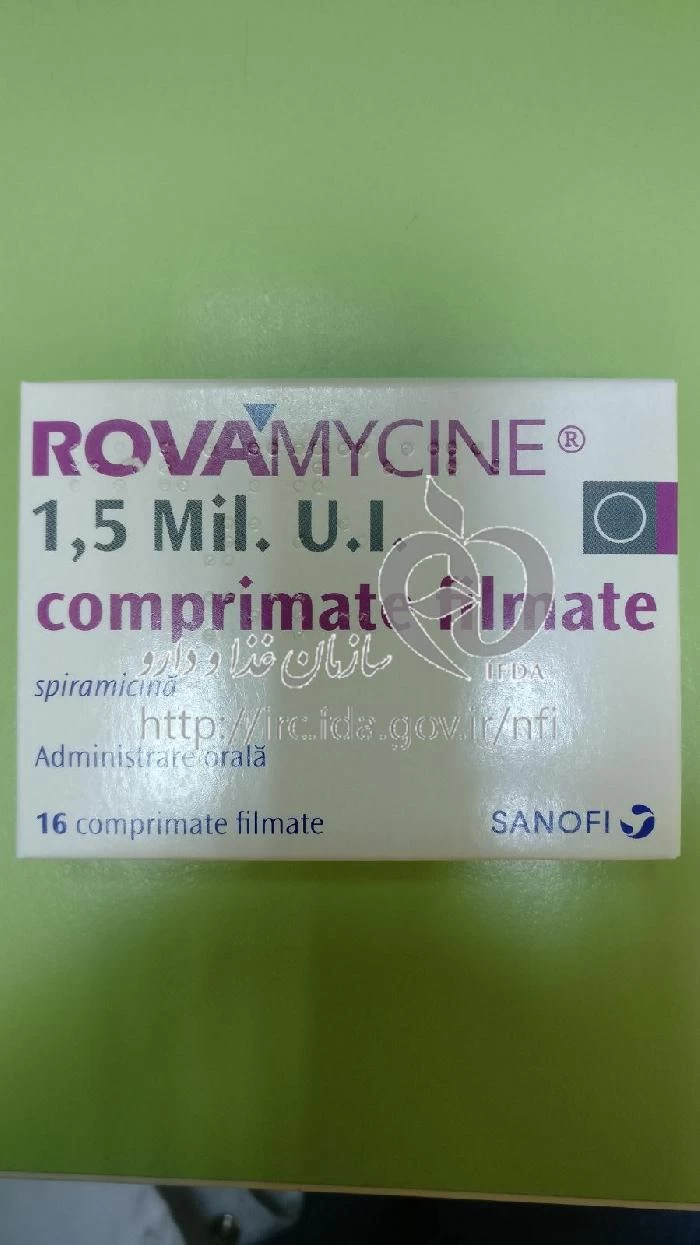 ROVAMYCINE®
1,5 Mil. U.I.
comprimate filmate
IFDA
سازمان غذا و دارو
spiramicină
http://irc.fda.gov.ir/nfi
Administrare orală
16 comprimate filmate
SANOFI